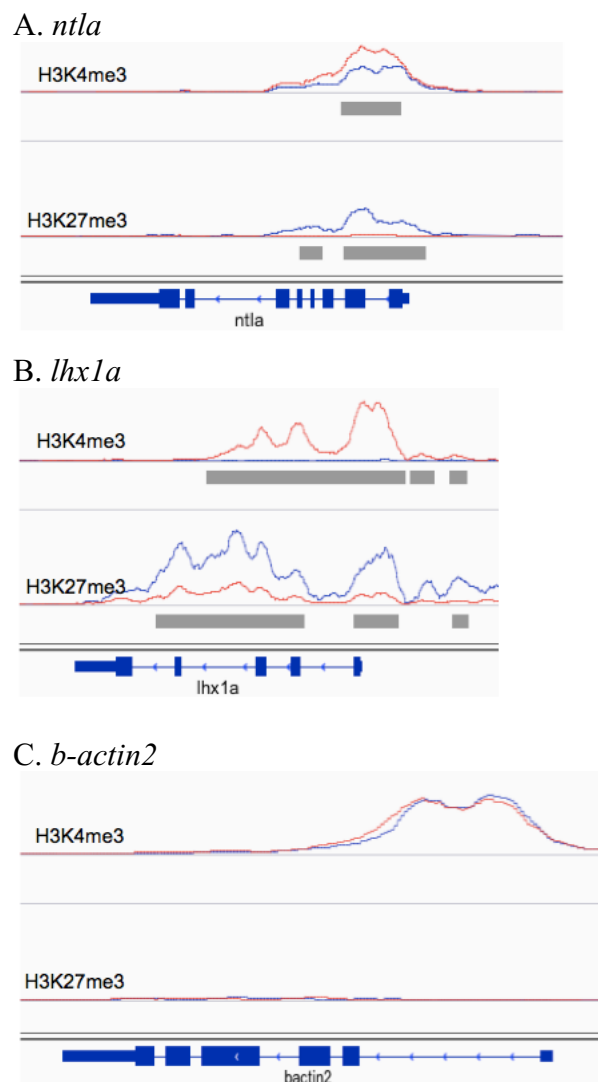 A. ntla
H3K4me3
H3K27me3
ntla
B. lhx1a
H3K4me3
H3K27me3
lhx1a
C. b-actin2
H3K4me3
H3K27me3
bactin2